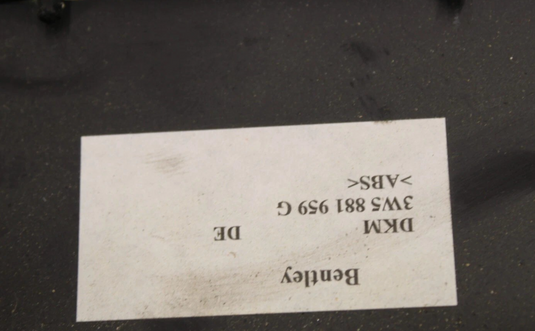 Bentley
DKM DE
3W5 881 959 G
>ABS<